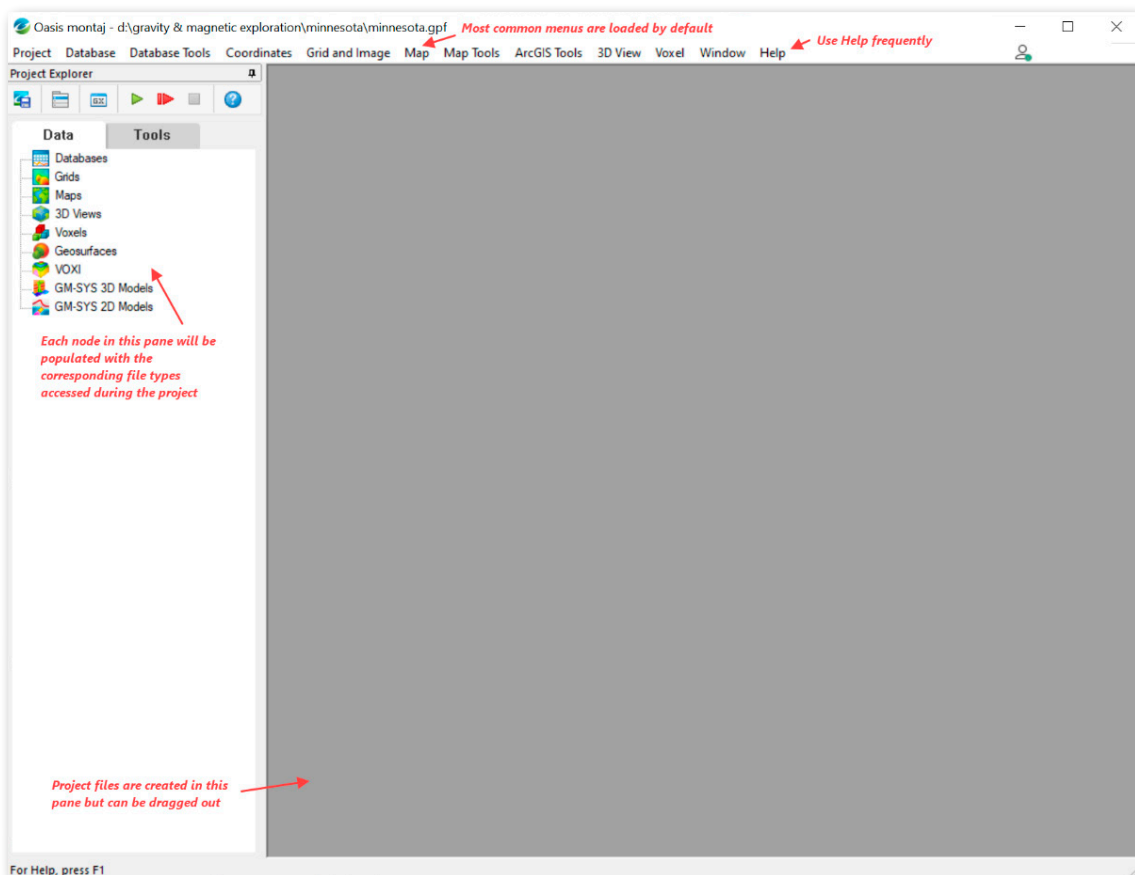 Oasis montaj - d:\gravity & magnetic exploration\minnesota\minnesota.gpf
Most common menus are loaded by default
Use Help frequently
Project Database Database Tools Coordinates Grid and Image Map Map Tools ArcGIS Tools 3D View Voxel Window Help
Project Explorer
GX
?
Data Tools
Databases
Grids
Maps
3D Views
Voxels
Geosurfaces
VOXI
GM-SYS 3D Models
GM-SYS 2D Models
Each node in this pane will be
populated with the
corresponding file types
accessed during the project
Project files are created in this
pane but can be dragged out
For Help, press F1